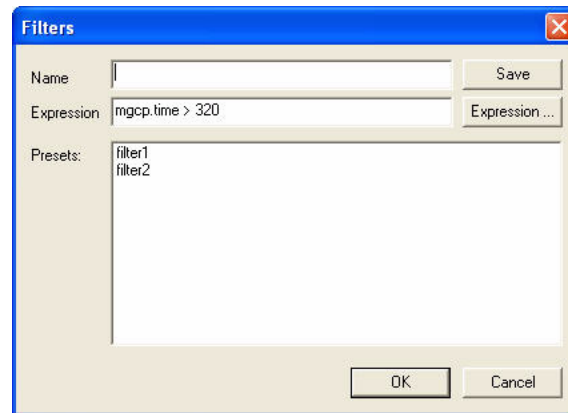 Filters
Name
Save
Expression
mgcp.time > 320
Expression ...
Presets:
filter1
filter2
OK
Cancel